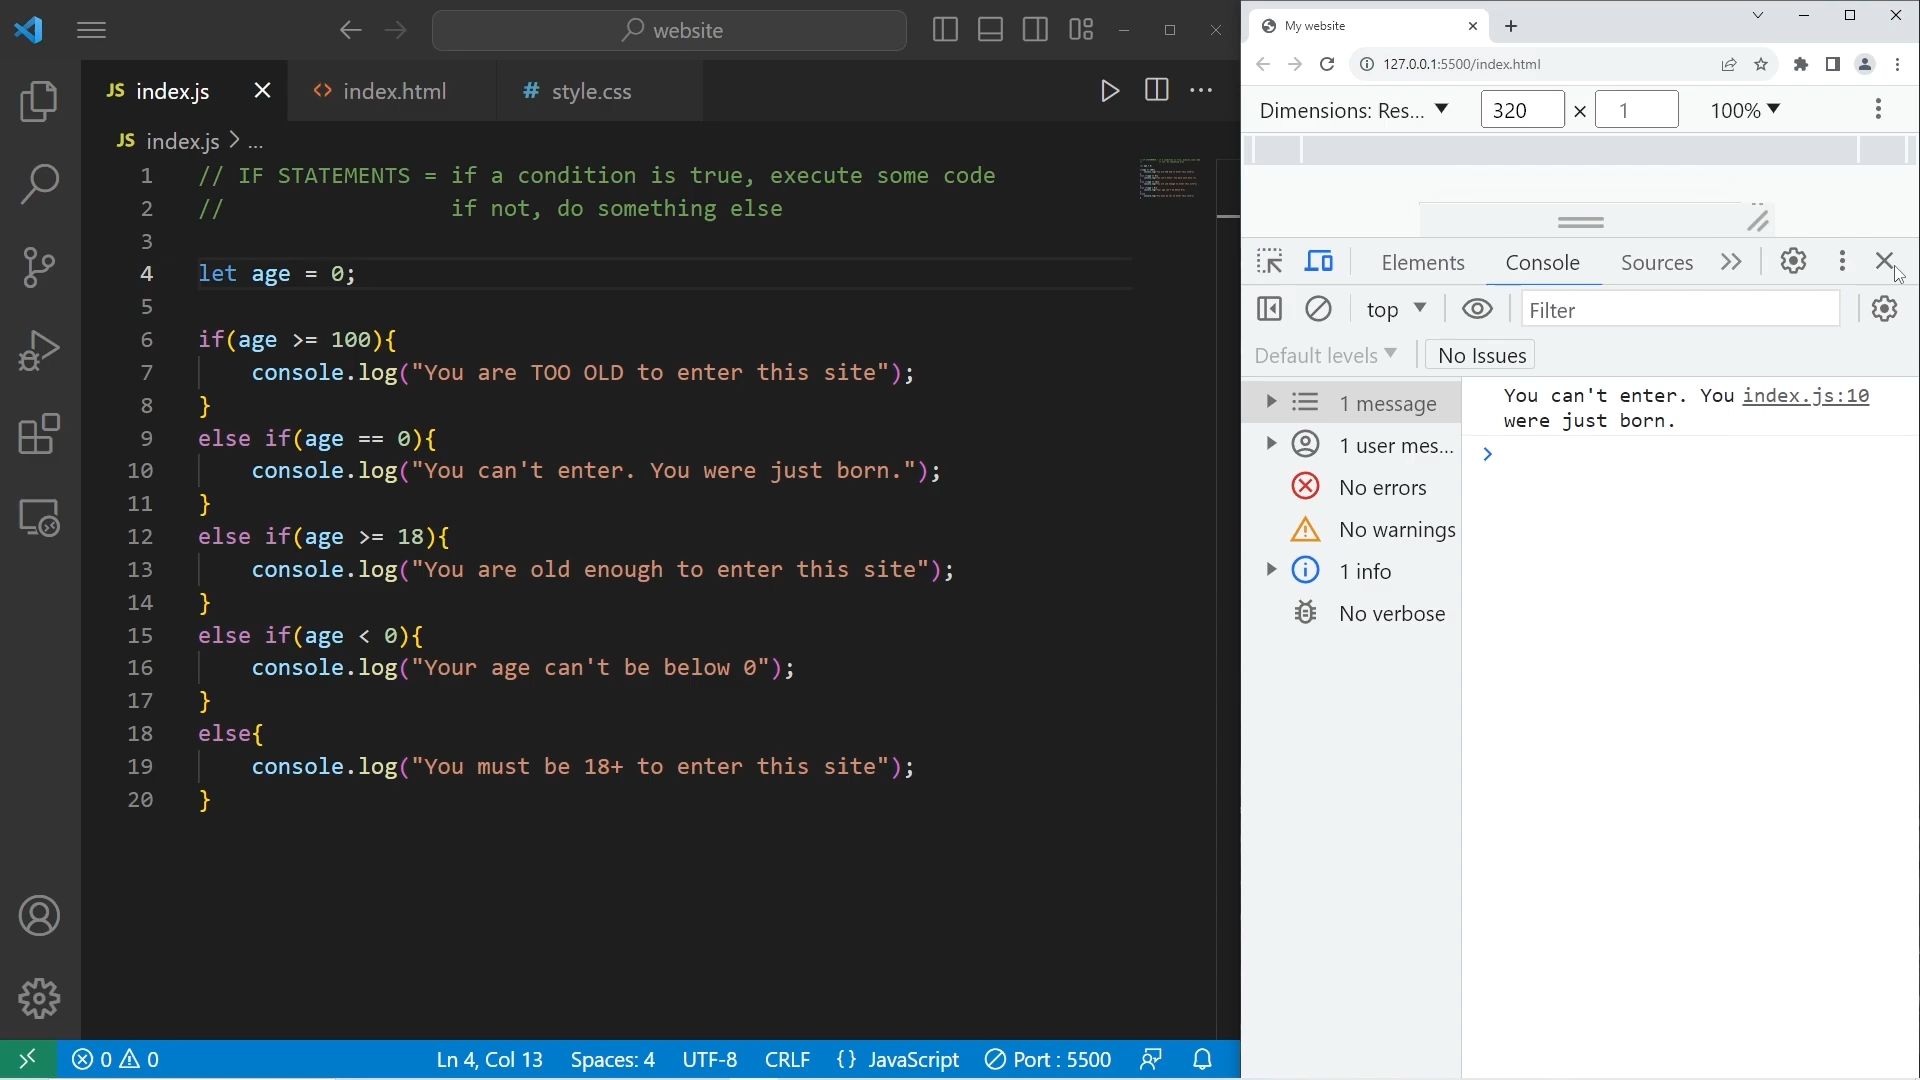 website
JS index.js
<> index.html
# style.css
JS index.js > ...
1 // IF STATEMENTS = if a condition is true, execute some code
2 // if not, do something else
3
4 let age = 0;
5
6 if(age >= 100){
7 console.log("You are TOO OLD to enter this site");
8 }
9 else if(age == 0){
10 console.log("You can't enter. You were just born.");
11 }
12 else if(age >= 18){
13 console.log("You are old enough to enter this site");
14 }
15 else if(age < 0){
16 console.log("Your age can't be below 0");
17 }
18 else{
19 console.log("You must be 18+ to enter this site");
20 }
0 0
Ln 4, Col 13 Spaces: 4 UTF-8 CRLF {} JavaScript Port : 5500
My website
127.0.0.1:5500/index.html
Dimensions: Res... 320 × 1 100%
Elements Console Sources
top Filter
Default levels No Issues
1 message
1 user mes...
No errors
No warnings
1 info
No verbose
You can't enter. You index.js:10
were just born.